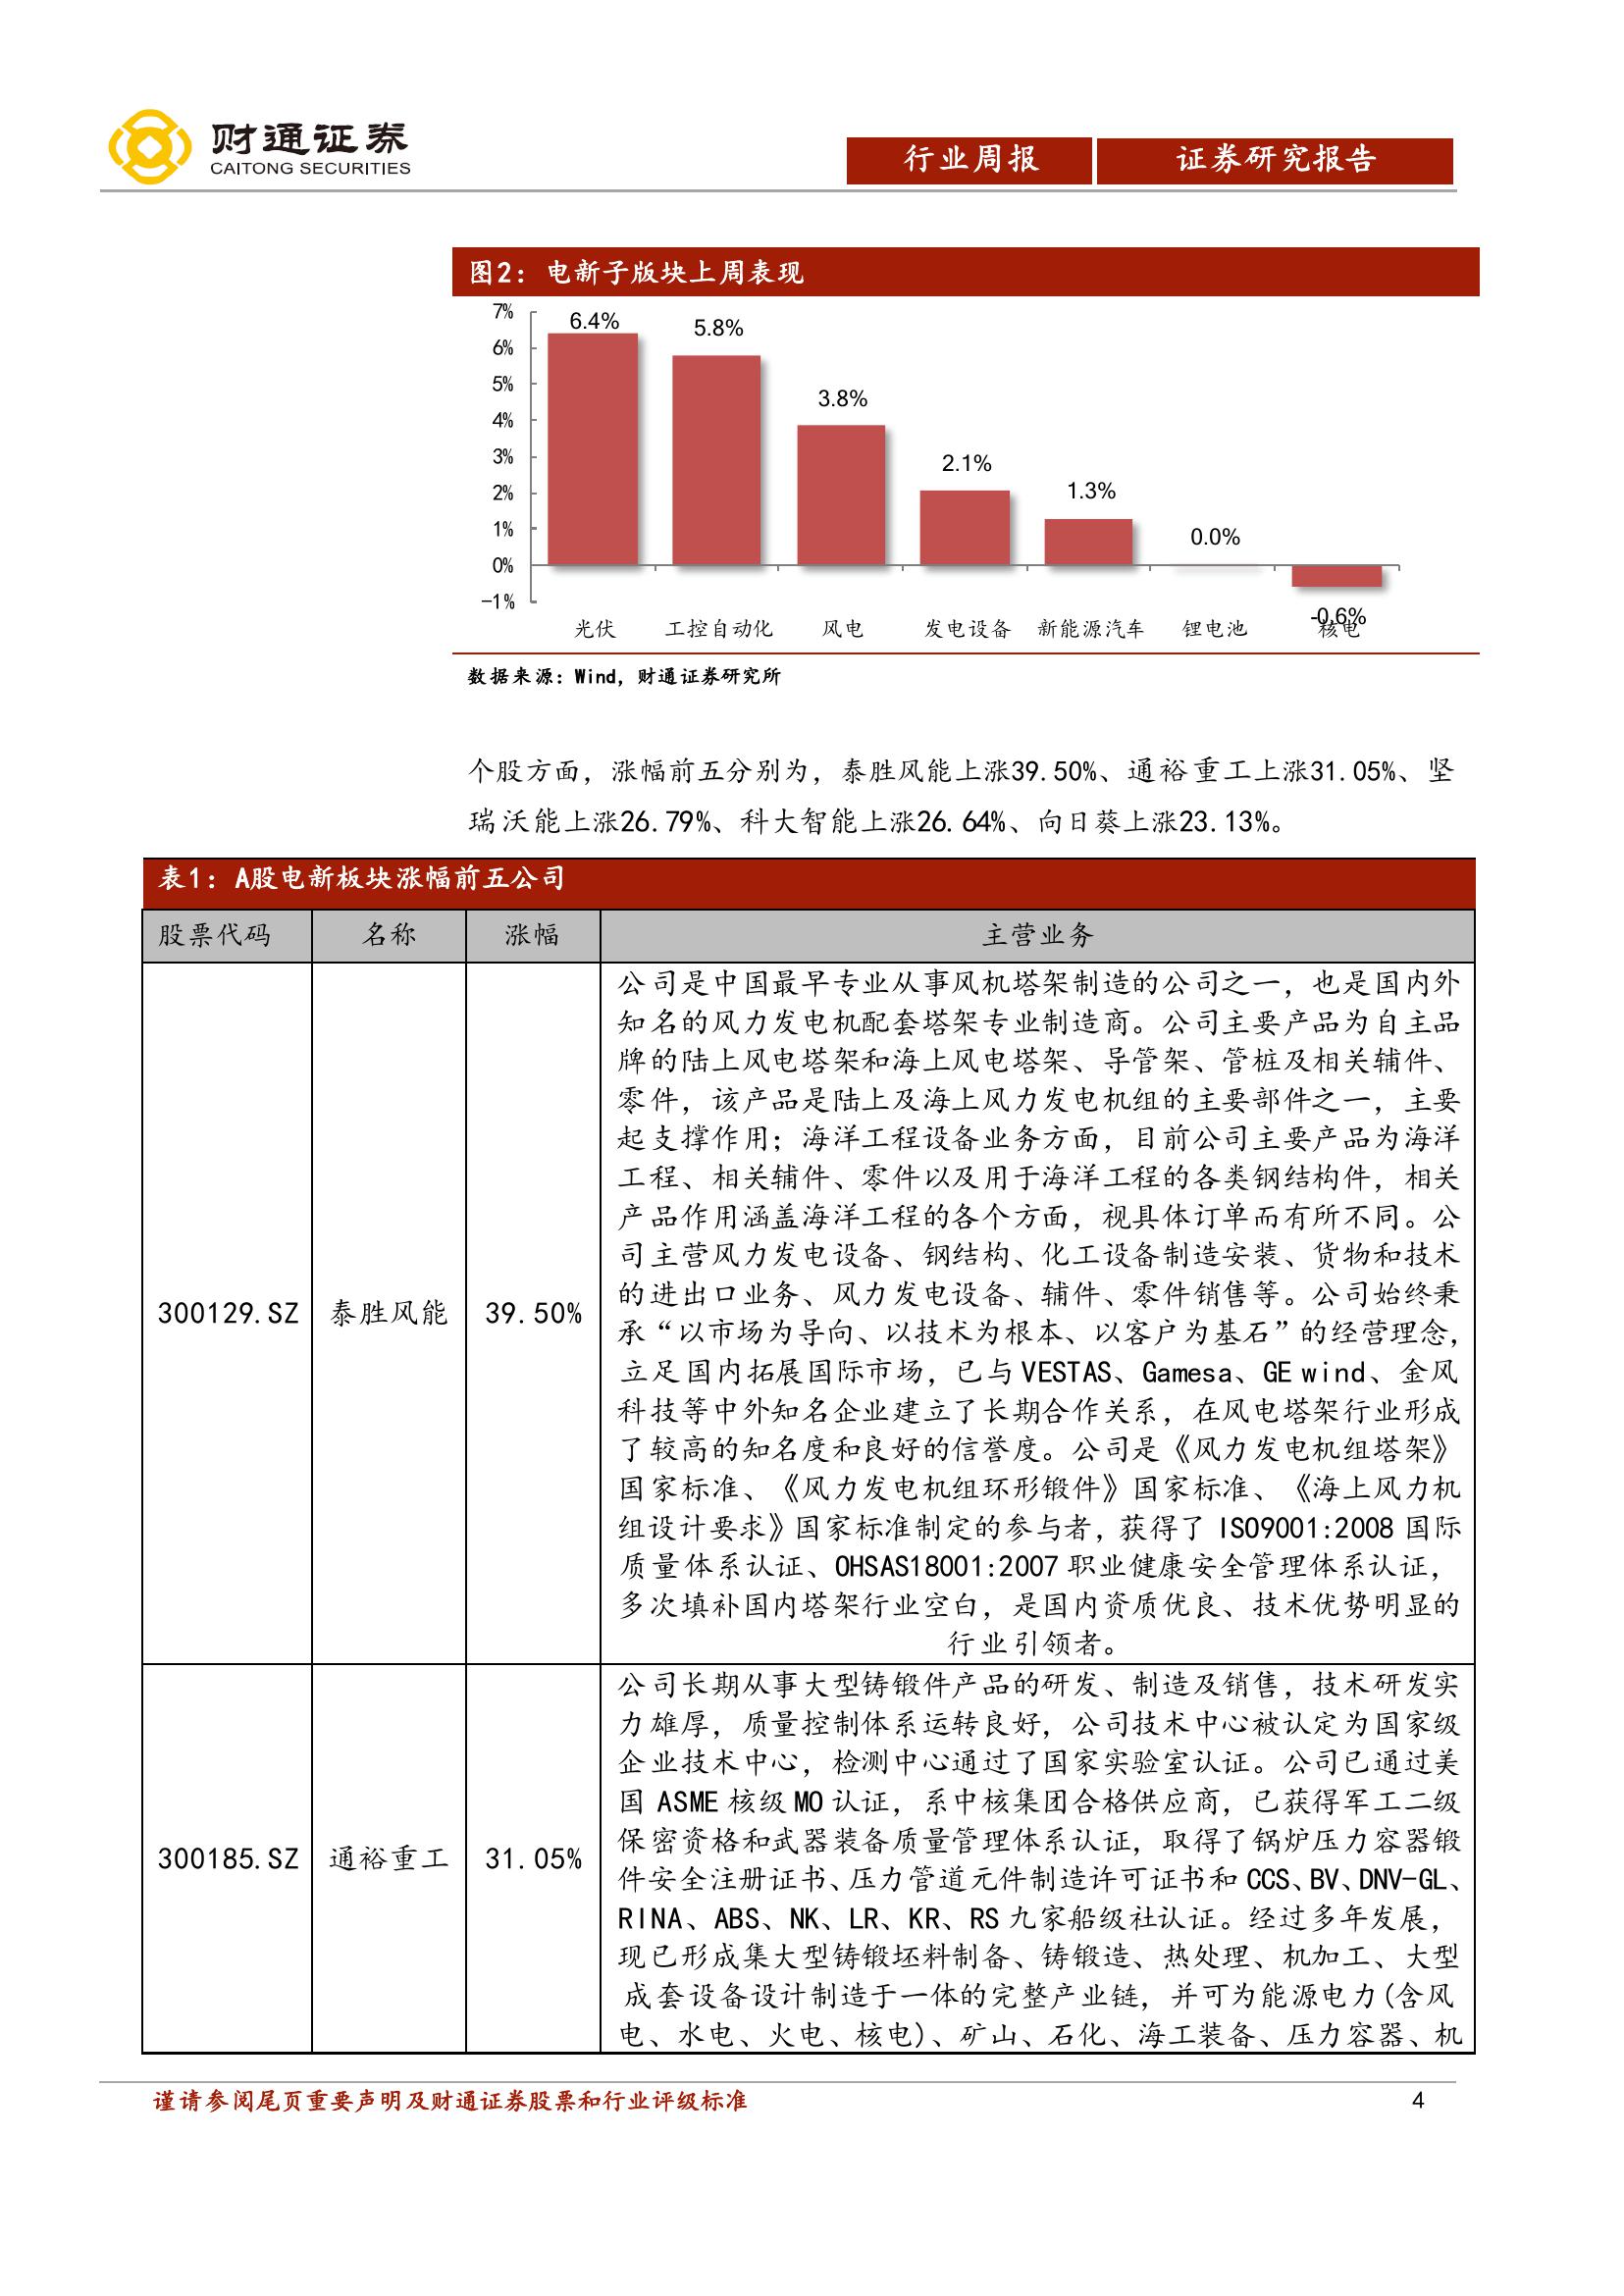 财通证券
CAITONG SECURITIES
行业周报
证券研究报告
图2：电新子版块上周表现
7%
6%
5%
4%
3%
2%
1%
0%
-1%
6.4%
5.8%
3.8%
2.1%
1.3%
0.0%
-0.6%
光伏
工控自动化
风电
发电设备
新能源汽车
锂电池
核电
数据来源：Wind，财通证券研究所
个股方面，涨幅前五分别为，泰胜风能上涨39.50%、通裕重工上涨31.05%、坚
瑞沃能上涨26.79%、科大智能上涨26.64%、向日葵上涨23.13%。
表1：A股电新板块涨幅前五公司
股票代码 名称 涨幅 主营业务
300129.SZ 泰胜风能 39.50%
公司是中国最早专业从事风机塔架制造的公司之一，也是国内外
知名的风力发电机配套塔架专业制造商。公司主要产品为自主品
牌的陆上风电塔架和海上风电塔架、导管架、管桩及相关辅件、
零件，该产品是陆上及海上风力发电机组的主要部件之一，主要
起支撑作用；海洋工程设备业务方面，目前公司主要产品为海洋
工程、相关辅件、零件以及用于海洋工程的各类钢结构件，相关
产品作用涵盖海洋工程的各个方面，视具体订单而有所不同。公
司主营风力发电设备、钢结构、化工设备制造安装、货物和技术
的进出口业务、风力发电设备、辅件、零件销售等。公司始终秉
承“以市场为导向、以技术为根本、以客户为基石”的经营理念，
立足国内拓展国际市场，已与 VESTAS、Gamesa、GE wind、金风
科技等中外知名企业建立了长期合作关系，在风电塔架行业形成
了较高的知名度和良好的信誉度。公司是《风力发电机组塔架》
国家标准、《风力发电机组环形锻件》国家标准、《海上风力机
组设计要求》国家标准制定的参与者，获得了 ISO9001:2008 国际
质量体系认证、OHSAS18001:2007 职业健康安全管理体系认证，
多次填补国内塔架行业空白，是国内资质优良、技术优势明显的
行业引领者。
300185.SZ 通裕重工 31.05%
公司长期从事大型铸锻件产品的研发、制造及销售，技术研发实
力雄厚，质量控制体系运转良好，公司技术中心被认定为国家级
企业技术中心，检测中心通过了国家实验室认证。公司已通过美
国 ASME 核级 MO 认证，系中核集团合格供应商，已获得军工二级
保密资格和武器装备质量管理体系认证，取得了锅炉压力容器锻
件安全注册证书、压力管道元件制造许可证书和 CCS、BV、DNV-GL、
RINA、ABS、NK、LR、KR、RS 九家船级社认证。经过多年发展，
现已形成集大型铸锻坯料制备、铸锻造、热处理、机加工、大型
成套设备设计制造于一体的完整产业链，并可为能源电力(含风
电、水电、火电、核电)、矿山、石化、海工装备、压力容器、机
谨请参阅尾页重要声明及财通证券股票和行业评级标准
4